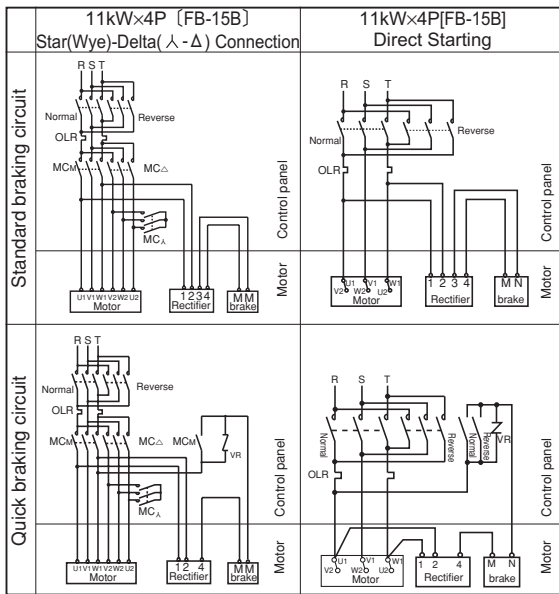 11kW×4P〔FB-15B〕
Star(Wye)-Delta(⅄-Δ) Connection
11kW×4P[FB-15B]
Direct Starting
Standard braking circuit
R S T
Normal
Reverse
OLR
MCM
MC△
MC⅄
Control panel
Motor
U1 V1 W1 V2 W2 U2
Motor
1 2 3 4
Rectifier
M M
brake
R S T
Normal
Reverse
OLR
Control panel
Motor
U1 V1 W1
V2 W2 U2
Motor
1 2 3 4
Rectifier
M N
brake
Quick braking circuit
R S T
Normal
Reverse
OLR
MCM
MC△
MCM
VR
MC⅄
Control panel
Motor
U1 V1 W1 V2 W2 U2
Motor
1 2 4
Rectifier
M M
brake
R S T
Normal
Reverse
Normal
Reverse
VR
OLR
Control panel
Motor
U1 V1 W1
V2 W2 U2
Motor
1 2 4
Rectifier
M N
brake